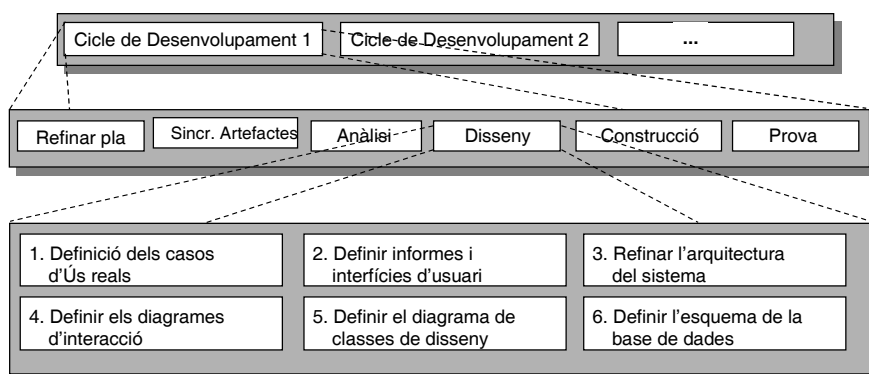 Cicle de Desenvolupament 1
Cicle de Desenvolupament 2
...
Refinar pla
Sincr. Artefactes
Anàlisi
Disseny
Construcció
Prova
1. Definició dels casos
d'Ús reals
2. Definir informes i
interfícies d'usuari
3. Refinar l'arquitectura
del sistema
4. Definir els diagrames
d'interacció
5. Definir el diagrama de
classes de disseny
6. Definir l'esquema de la
base de dades